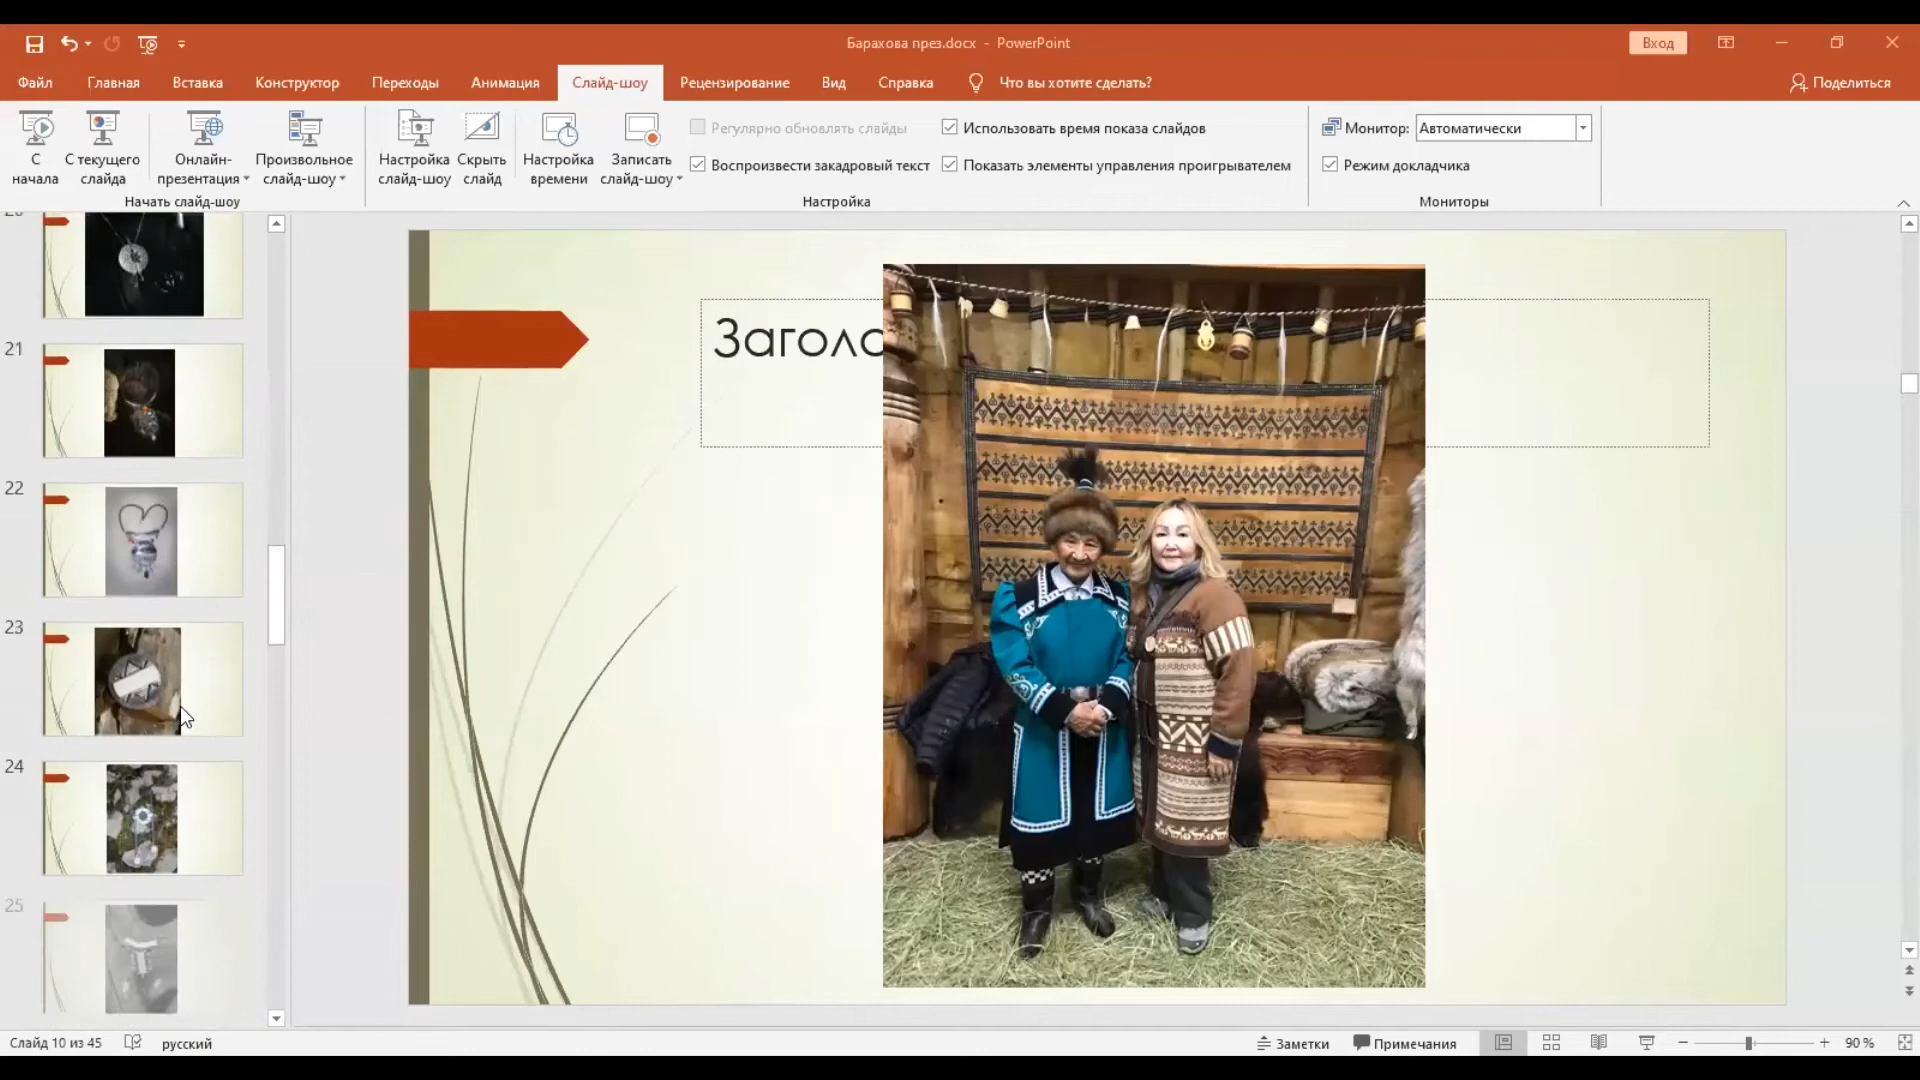 Барахова през.docx - PowerPoint
Вход
Файл Главная Вставка Конструктор Переходы Анимация Слайд-шоу Рецензирование Вид Справка Что вы хотите сделать? Поделиться
С начала
С текущего слайда
Онлайн-презентация
Произвольное слайд-шоу
Начать слайд-шоу
Настройка слайд-шоу
Скрыть слайд
Настройка времени
Записать слайд-шоу
Регулярно обновлять слайды
Воспроизвести закадровый текст
Использовать время показа слайдов
Показать элементы управления проигрывателем
Настройка
Монитор: Автоматически
Режим докладчика
Мониторы
21
22
23
24
25
Заголо
Слайд 10 из 45 русский Заметки Примечания 90 %